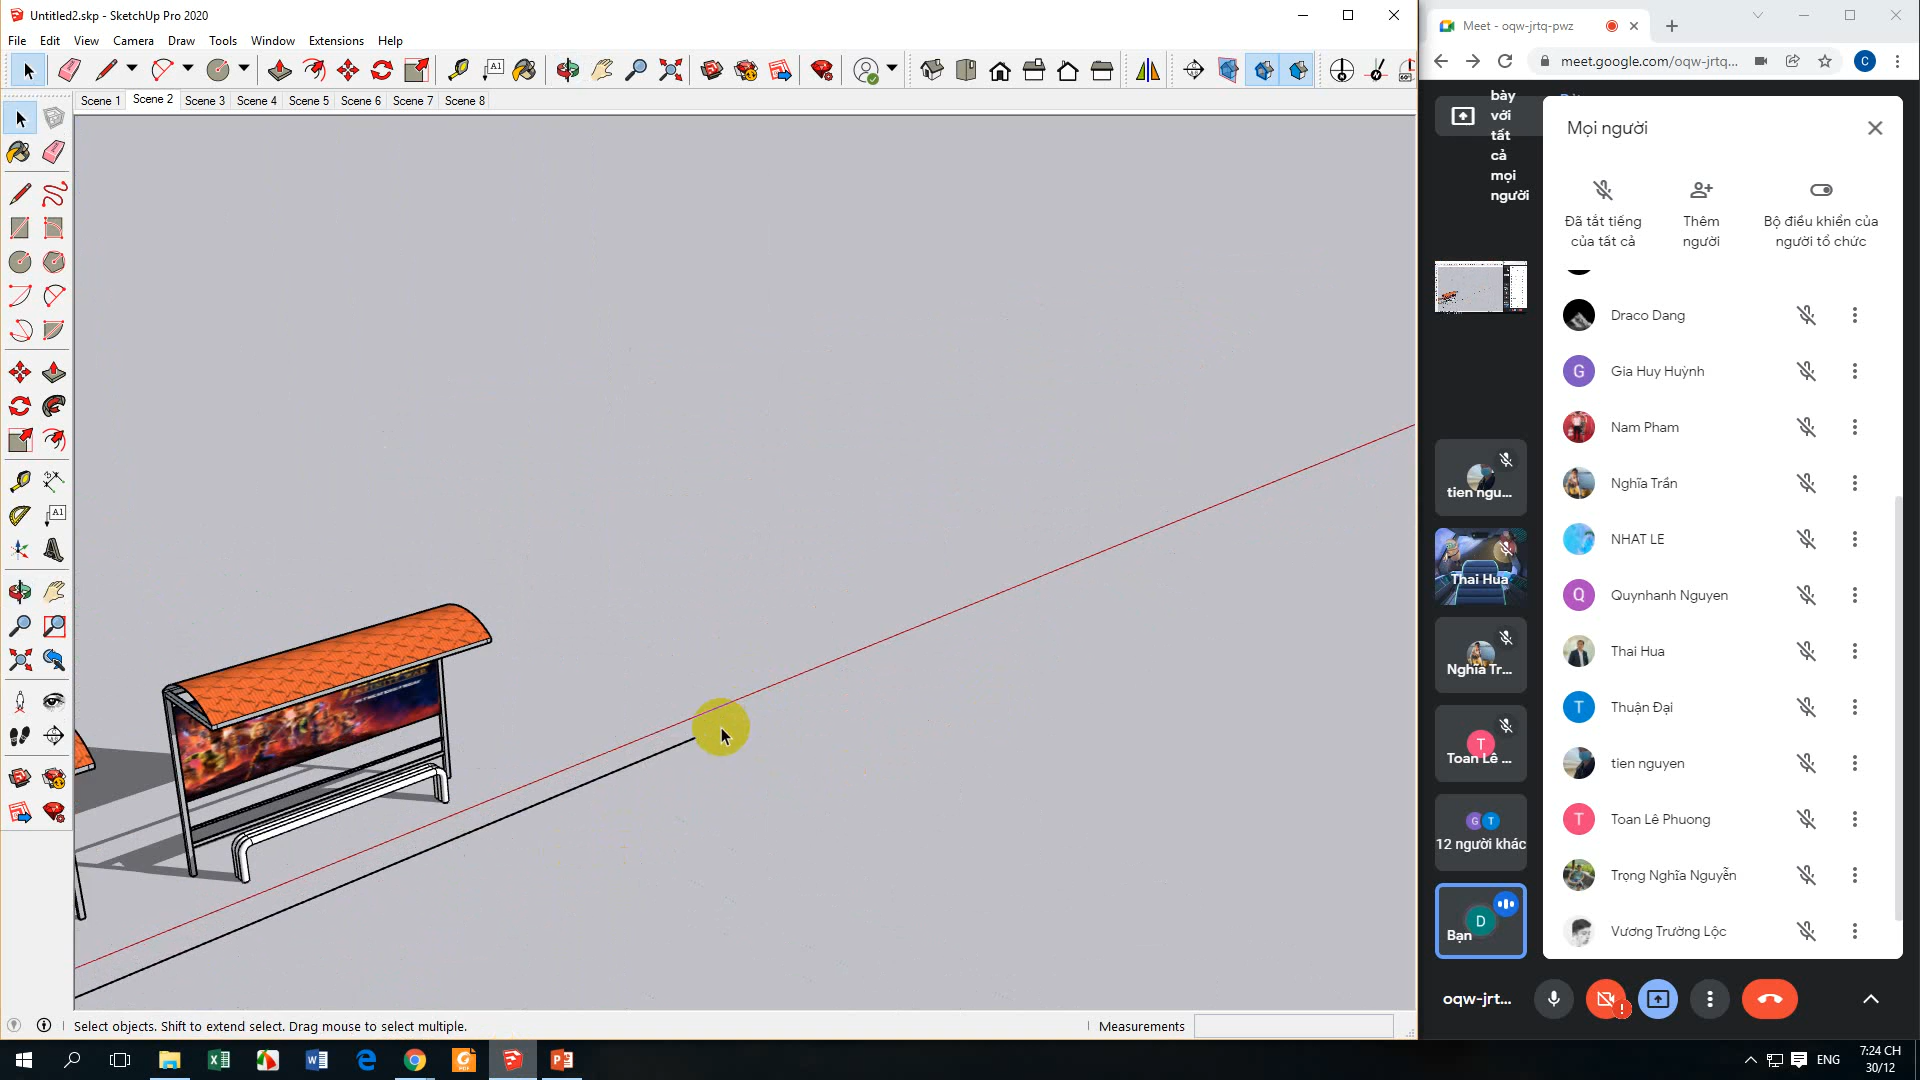 Untitled2.skp - SketchUp Pro 2020
File Edit View Camera Draw Tools Window Extensions Help
A1
60°
Scene 1 Scene 2 Scene 3 Scene 4 Scene 5 Scene 6 Scene 7 Scene 8
A1
INFINITY WAR
Select objects. Shift to extend select. Drag mouse to select multiple.
Measurements
Meet - oqw-jrtq-pwz
meet.google.com/oqw-jrtq...
C
bày
với
tất
cả
mọi
người
tien ngu...
Thai Hua
Nghĩa Tr...
T
Toan Lê ...
G T
12 người khác
D
Bạn
Mọi người
Đã tắt tiếng
của tất cả
Thêm
người
Bộ điều khiển của
người tổ chức
Draco Dang
G
Gia Huy Huỳnh
Nam Pham
Nghĩa Trần
NHAT LE
Q
Quynhanh Nguyen
Thai Hua
T
Thuận Đại
tien nguyen
T
Toan Lê Phuong
Trọng Nghĩa Nguyễn
Vương Trường Lộc
oqw-jrt...
ENG
7:24 CH
30/12